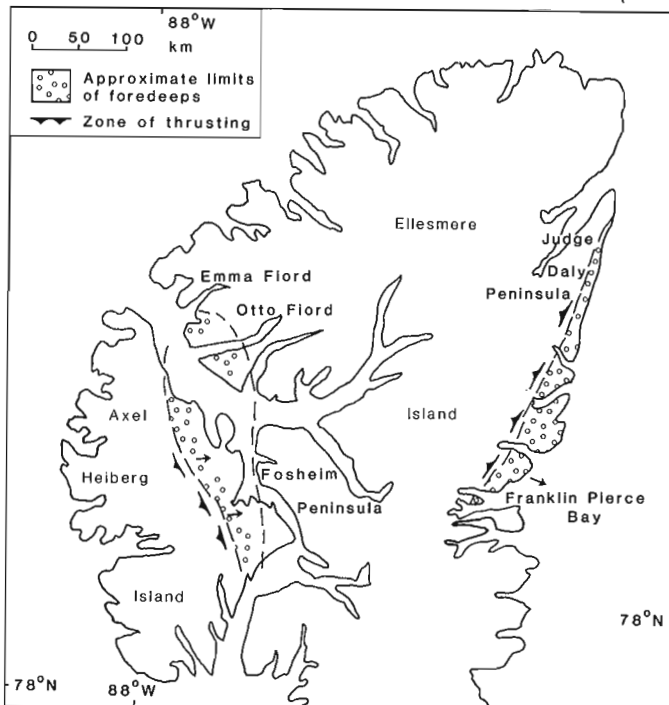 88°W
0 50 100
km
Approximate limits
of foredeeps
Zone of thrusting
Ellesmere
Judge
Daly
Peninsula
Emma Fiord
Otto Fiord
Axel
Island
Heiberg
Fosheim
Peninsula
Franklin Pierce
Bay
Island
78°N
78°N
88°W